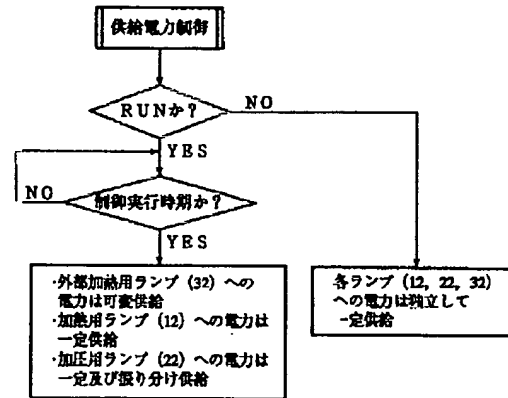 供給電力制御
RUNか?
NO
YES
NO
制御実行時期か?
YES
・外部加熱用ランプ (32) への
電力は可変供給
・加熱用ランプ (12) への電力は
一定供給
・加圧用ランプ (22) への電力は
一定及び振り分け供給
各ランプ (12, 22, 32)
への電力は独立して
一定供給